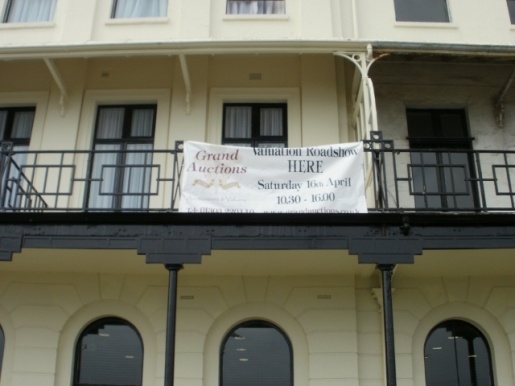 Grand
Auctions
Valuation Roadshow
HERE
Saturday 16th April
10.30 - 16.00